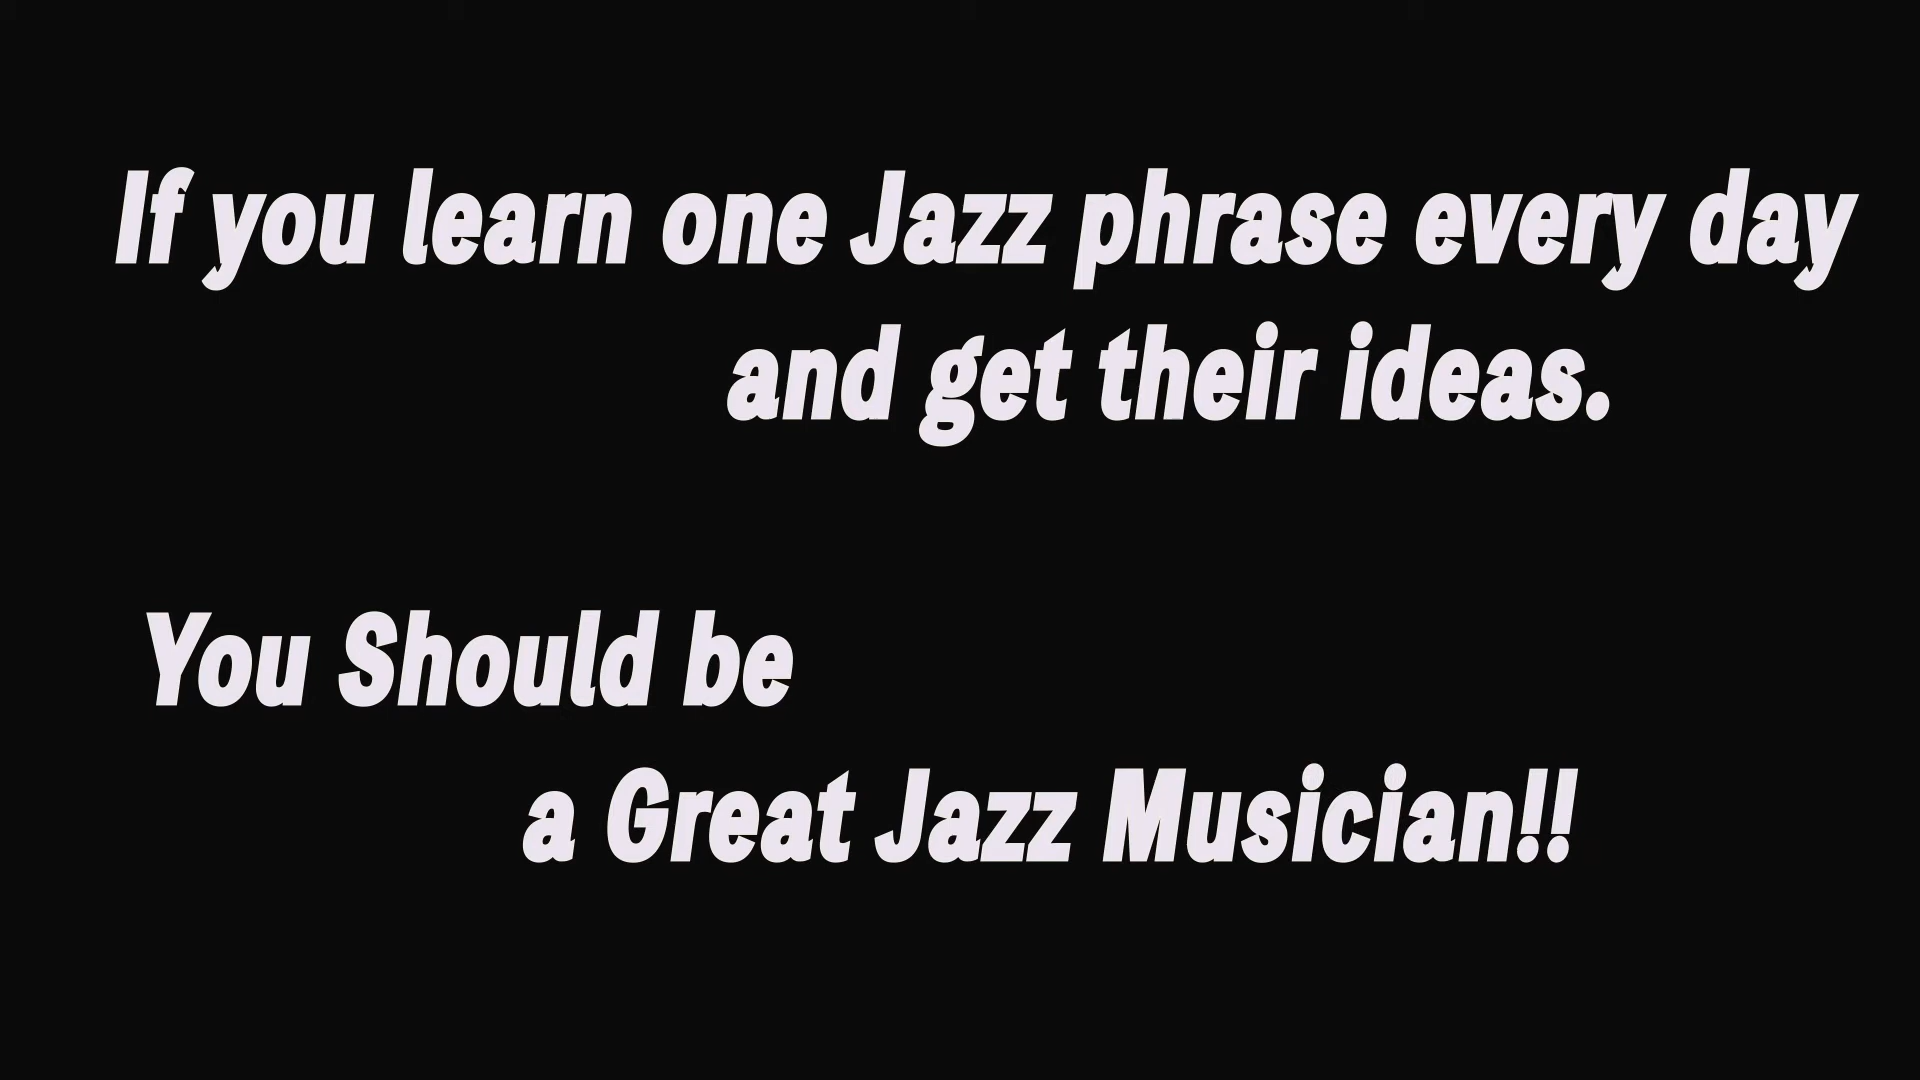 If you learn one Jazz phrase every day
and get their ideas.
You Should be
a Great Jazz Musician!!